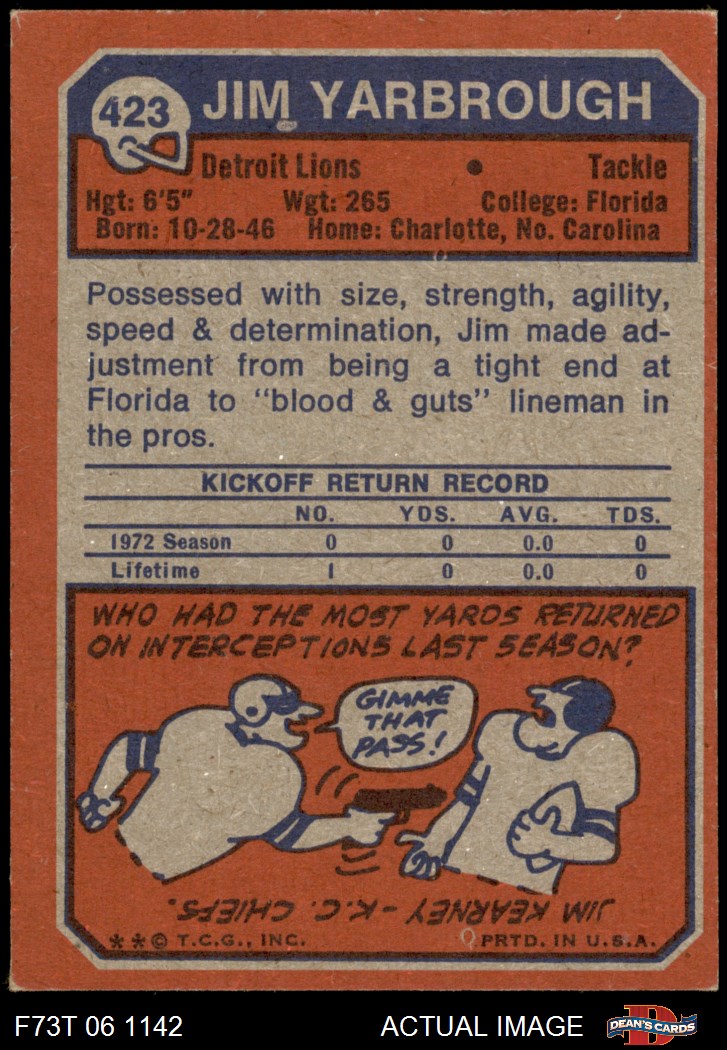 423
JIM YARBROUGH
Detroit Lions • Tackle
Hgt: 6'5" Wgt: 265 College: Florida
Born: 10-28-46 Home: Charlotte, No. Carolina
Possessed with size, strength, agility,
speed & determination, Jim made ad-
justment from being a tight end at
Florida to "blood & guts" lineman in
the pros.
KICKOFF RETURN RECORD
NO. YDS. AVG. TDS.
1972 Season 0 0 0.0 0
Lifetime 1 0 0.0 0
WHO HAD THE MOST YARDS RETURNED
ON INTERCEPTIONS LAST SEASON?
GIMME
THAT
PASS!
JIM KEARNEY - K.C. CHIEFS.
**© T.C.G., INC. PRTD. IN U.S.A.
F73T 06 1142 ACTUAL IMAGE
D
DEAN'S CARDS